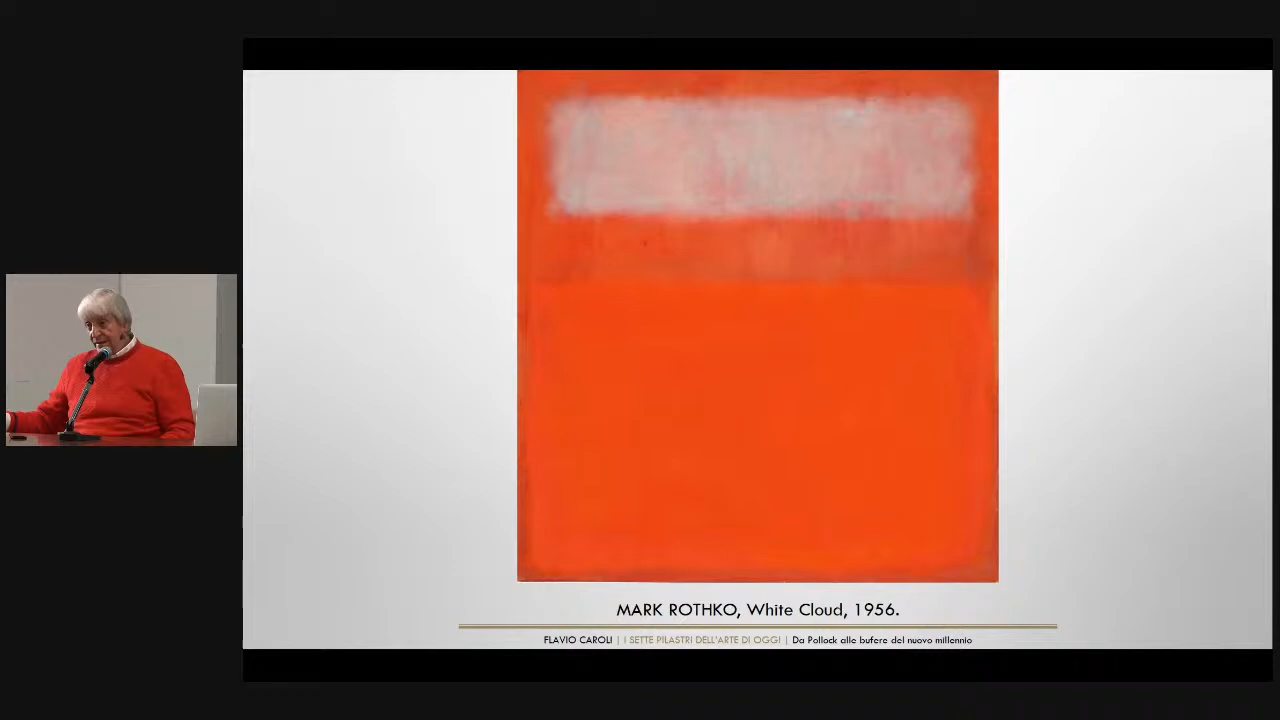 MARK ROTHKO, White Cloud, 1956.
FLAVIO CAROLI | I SETTE PILASTRI DELL'ARTE DI OGGI | Da Pollock alle bufere del nuovo millennio